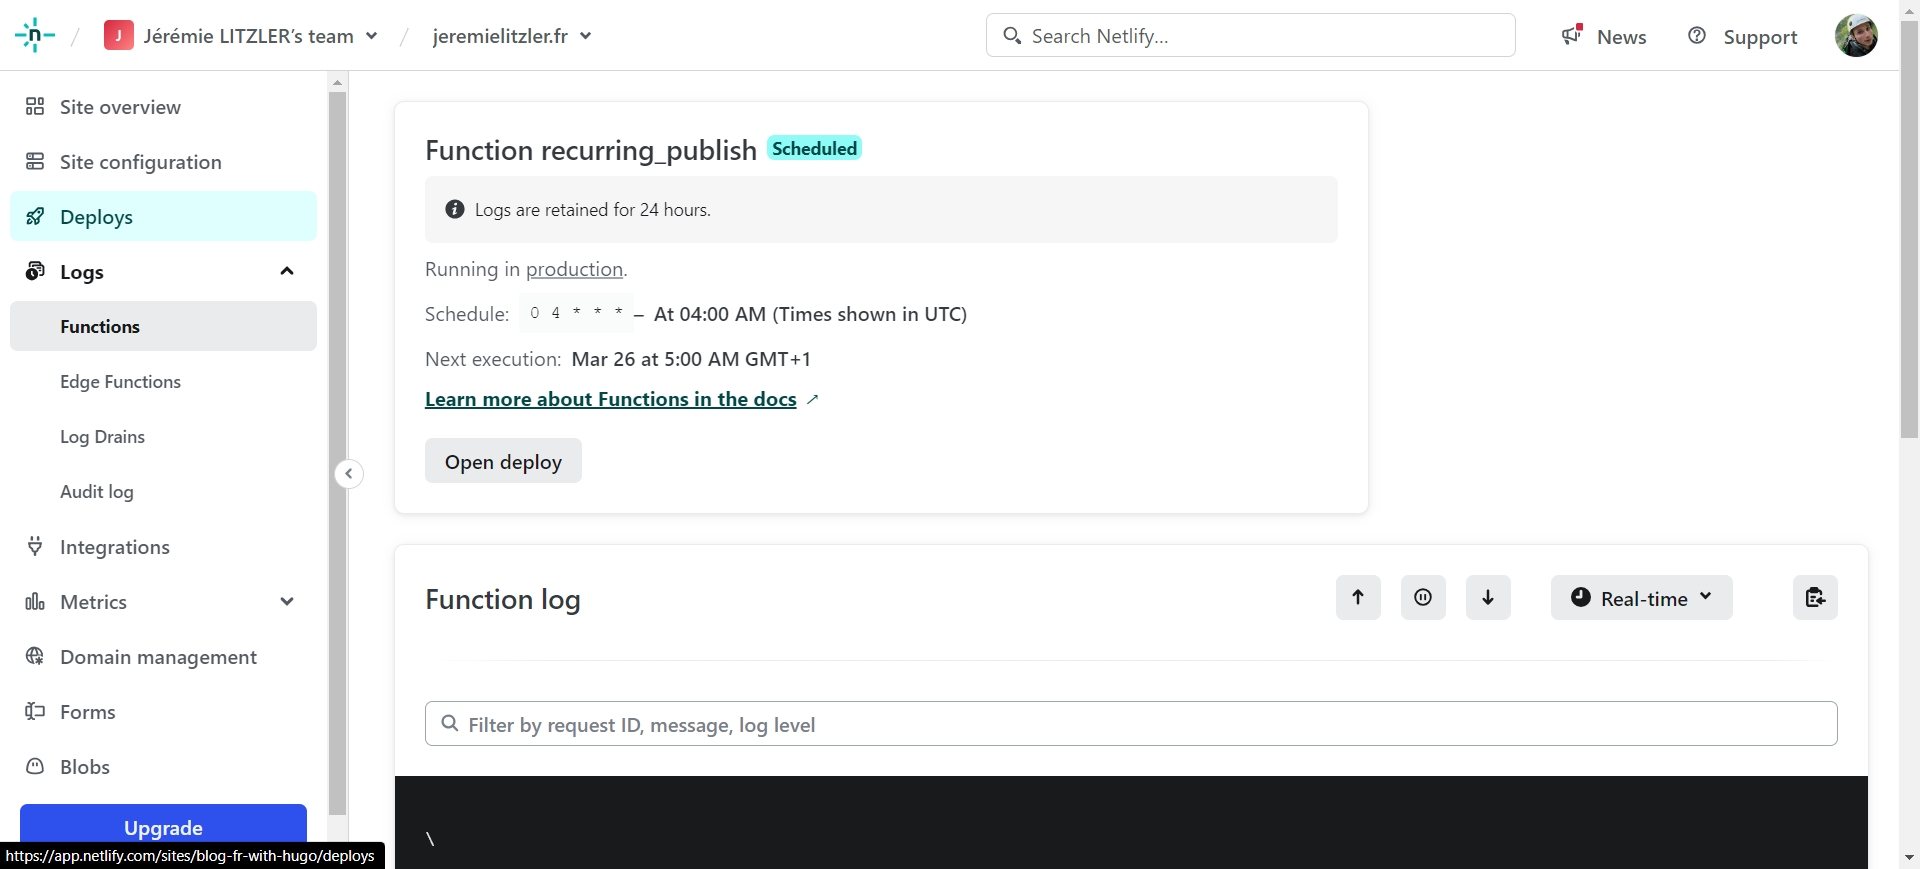 n / J Jérémie LITZLER's team / jeremielitzler.fr
Search Netlify...
News
Support
Site overview
Site configuration
Deploys
Logs
Functions
Edge Functions
Log Drains
Audit log
Integrations
Metrics
Domain management
Forms
Blobs
Upgrade
https://app.netlify.com/sites/blog-fr-with-hugo/deploys
Function recurring_publish Scheduled
Logs are retained for 24 hours.
Running in production.
Schedule: 0 4 * * * – At 04:00 AM (Times shown in UTC)
Next execution: Mar 26 at 5:00 AM GMT+1
Learn more about Functions in the docs ↗
Open deploy
Function log
Real-time
Filter by request ID, message, log level
\